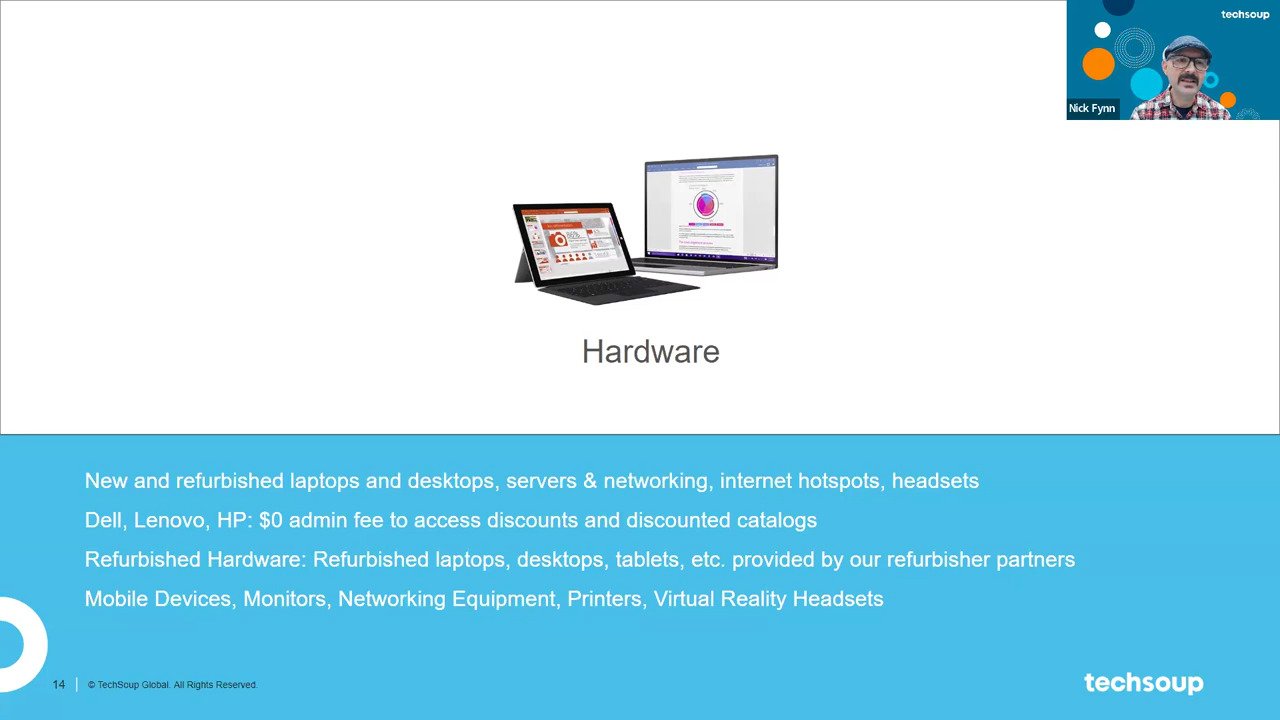 techsoup
Nick Fynn
86%
Hardware
New and refurbished laptops and desktops, servers & networking, internet hotspots, headsets
Dell, Lenovo, HP: $0 admin fee to access discounts and discounted catalogs
Refurbished Hardware: Refurbished laptops, desktops, tablets, etc. provided by our refurbisher partners
Mobile Devices, Monitors, Networking Equipment, Printers, Virtual Reality Headsets
14
© TechSoup Global. All Rights Reserved.
techsoup